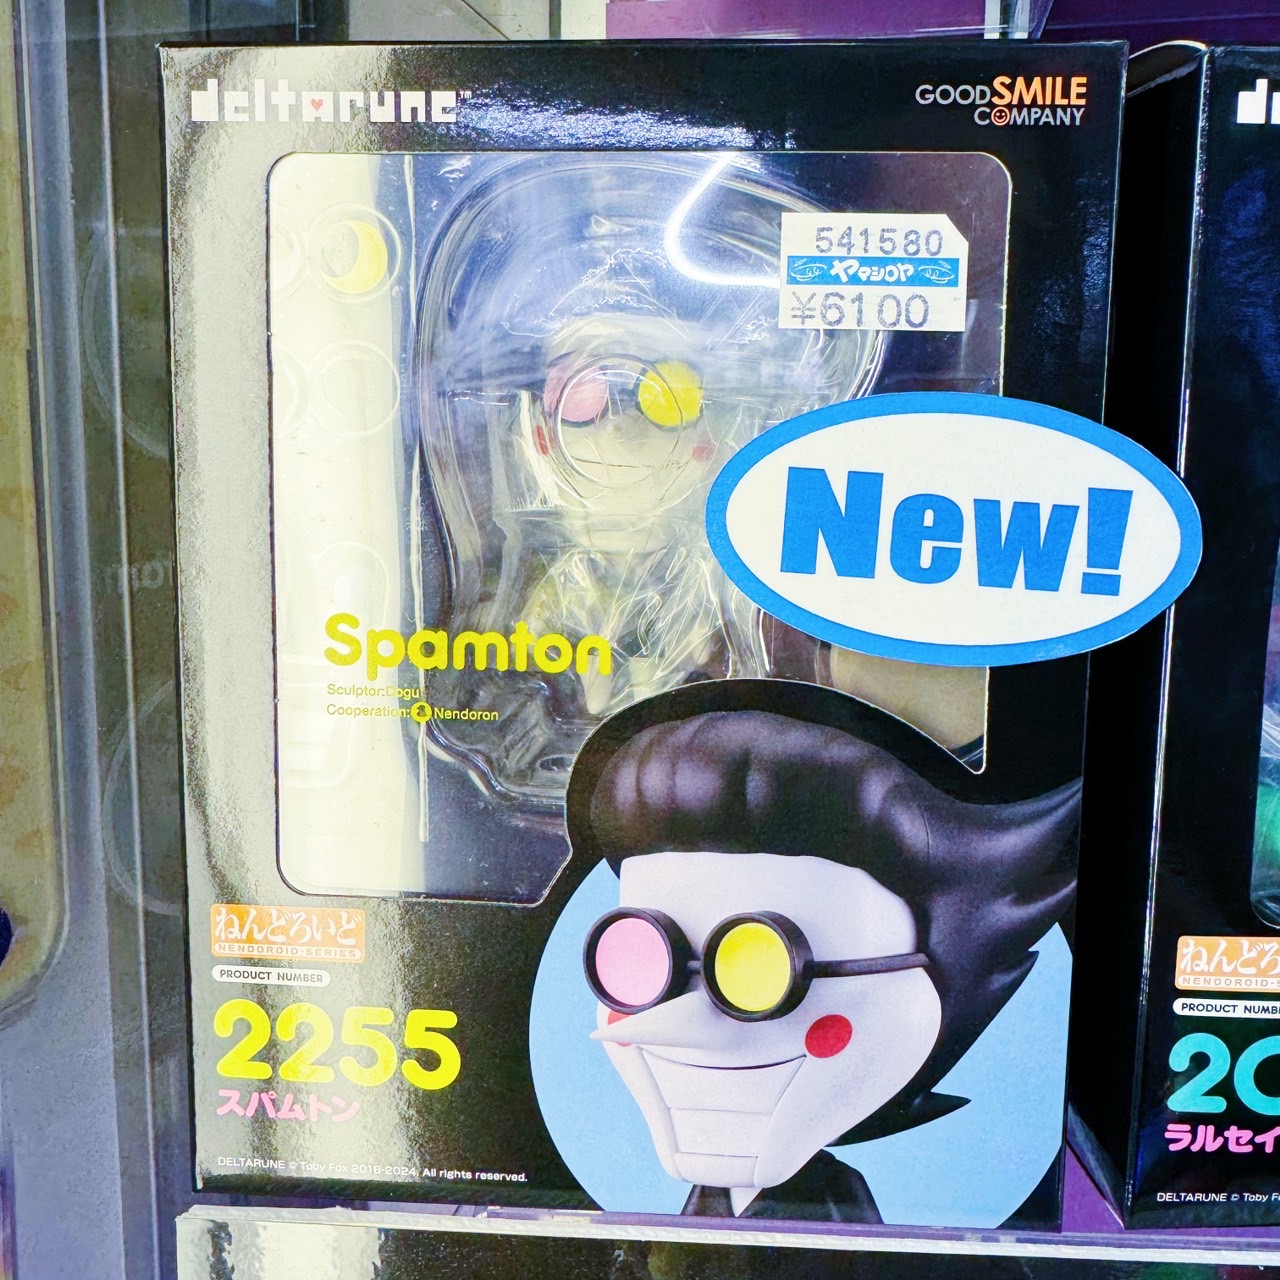 deltarune™
GOOD SMILE
COMPANY
541580
ヤマシロヤ
¥6100
New!
Spamton
Sculptor:Dogu
Cooperation: Nendoron
ねんどろいど
NENDOROID-SERIES
PRODUCT NUMBER
2255
スパムトン
DELTARUNE © Toby Fox 2018-2024. All rights reserved.
ねんどろ
NENDOROID-S
PRODUCT NUMB
ラルセイ
DELTARUNE © Toby F